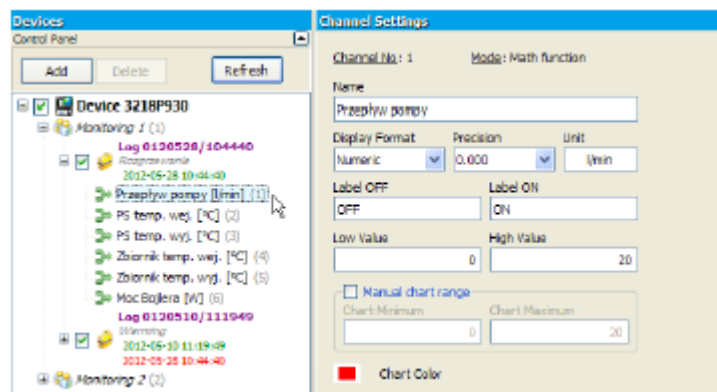 Devices
Control Panel
Add
Delete
Refresh
Device 3218P930
Monitoring 1 (1)
Log 0120528/104440
Rozgrzewanie
2012-05-28 10:44:40
Przepływ pompy [l/min] (1)
PS temp. wej. [°C] (2)
PS temp. wyj. [°C] (3)
Zbiornik temp. wej. [°C] (4)
Zbiornik temp. wyj. [°C] (5)
Moc Bojlera [W] (6)
Log 0120510/111949
Warming
2012-05-10 11:19:49
2012-05-28 10:44:40
Monitoring 2 (2)
Channel Settings
Channel No: 1
Mode: Math function
Name
Przepływ pompy
Display Format
Precision
Unit
Numeric
0.000
l/min
Label OFF
Label ON
OFF
ON
Low Value
High Value
0
20
Manual chart range
Chart Minimum
Chart Maximum
0
20
Chart Color